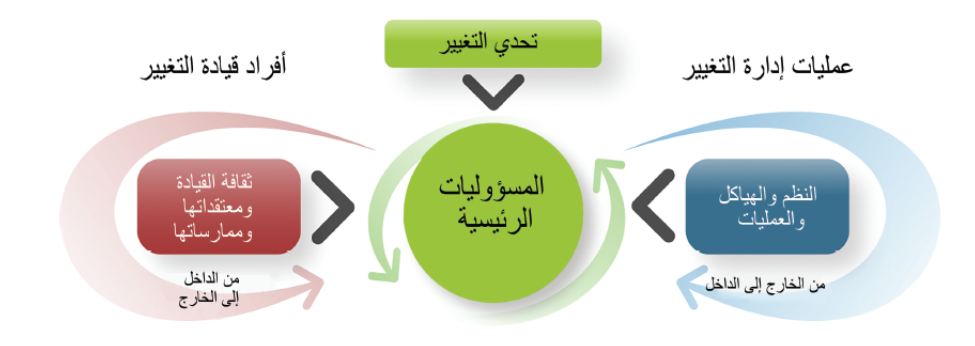 تحدي التغيير
عمليات إدارة التغيير
أفراد قيادة التغيير
المسؤوليات
الرئيسية
النظم والهياكل
والعمليات
من الخارج إلى الداخل
ثقافة القيادة
ومعتقداتها
وممارساتها
من الداخل
إلى الخارج